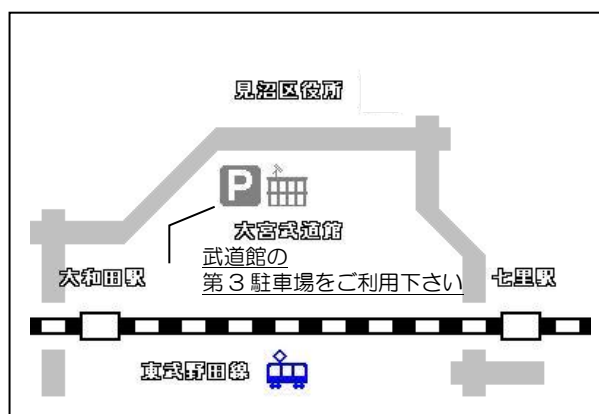 見沼区役所
P
大宮武道館
武道館の
第3駐車場をご利用下さい
大和田駅
七里駅
東武野田線